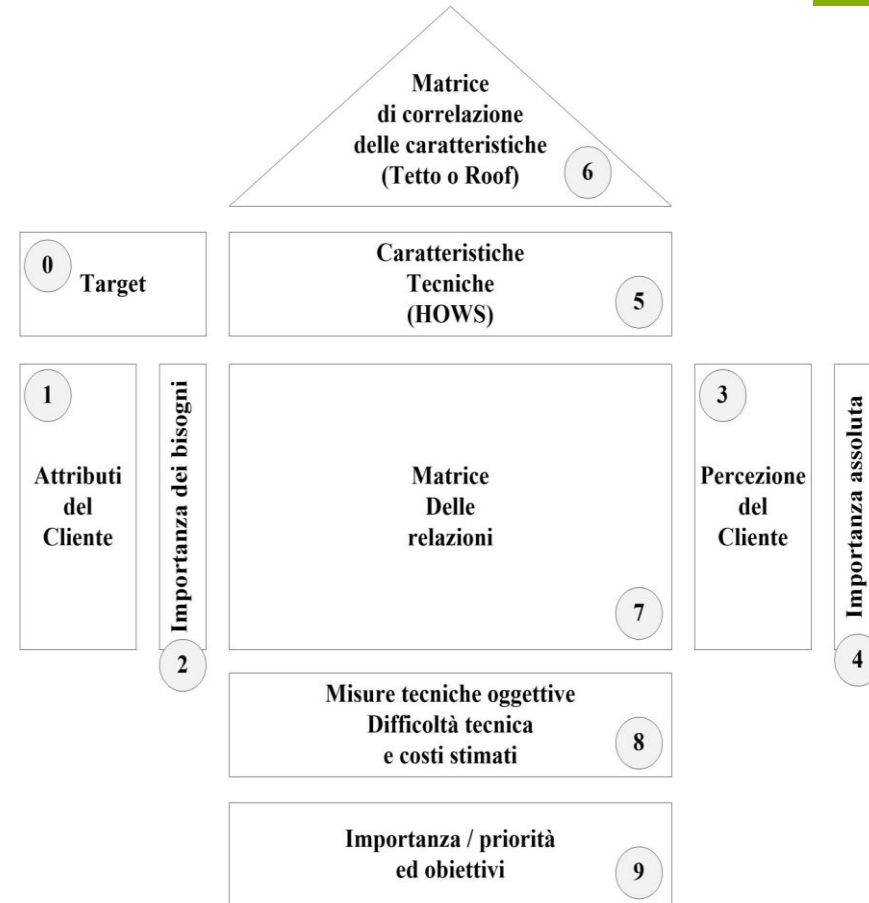 Matrice
di correlazione
delle caratteristiche
(Tetto o Roof)
6
0
Target
Caratteristiche
Tecniche
(HOWS)
5
1
Attributi
del
Cliente
Importanza dei bisogni
2
Matrice
Delle
relazioni
7
3
Percezione
del
Cliente
Importanza assoluta
4
Misure tecniche oggettive
Difficoltà tecnica
e costi stimati
8
Importanza / priorità
ed obiettivi
9